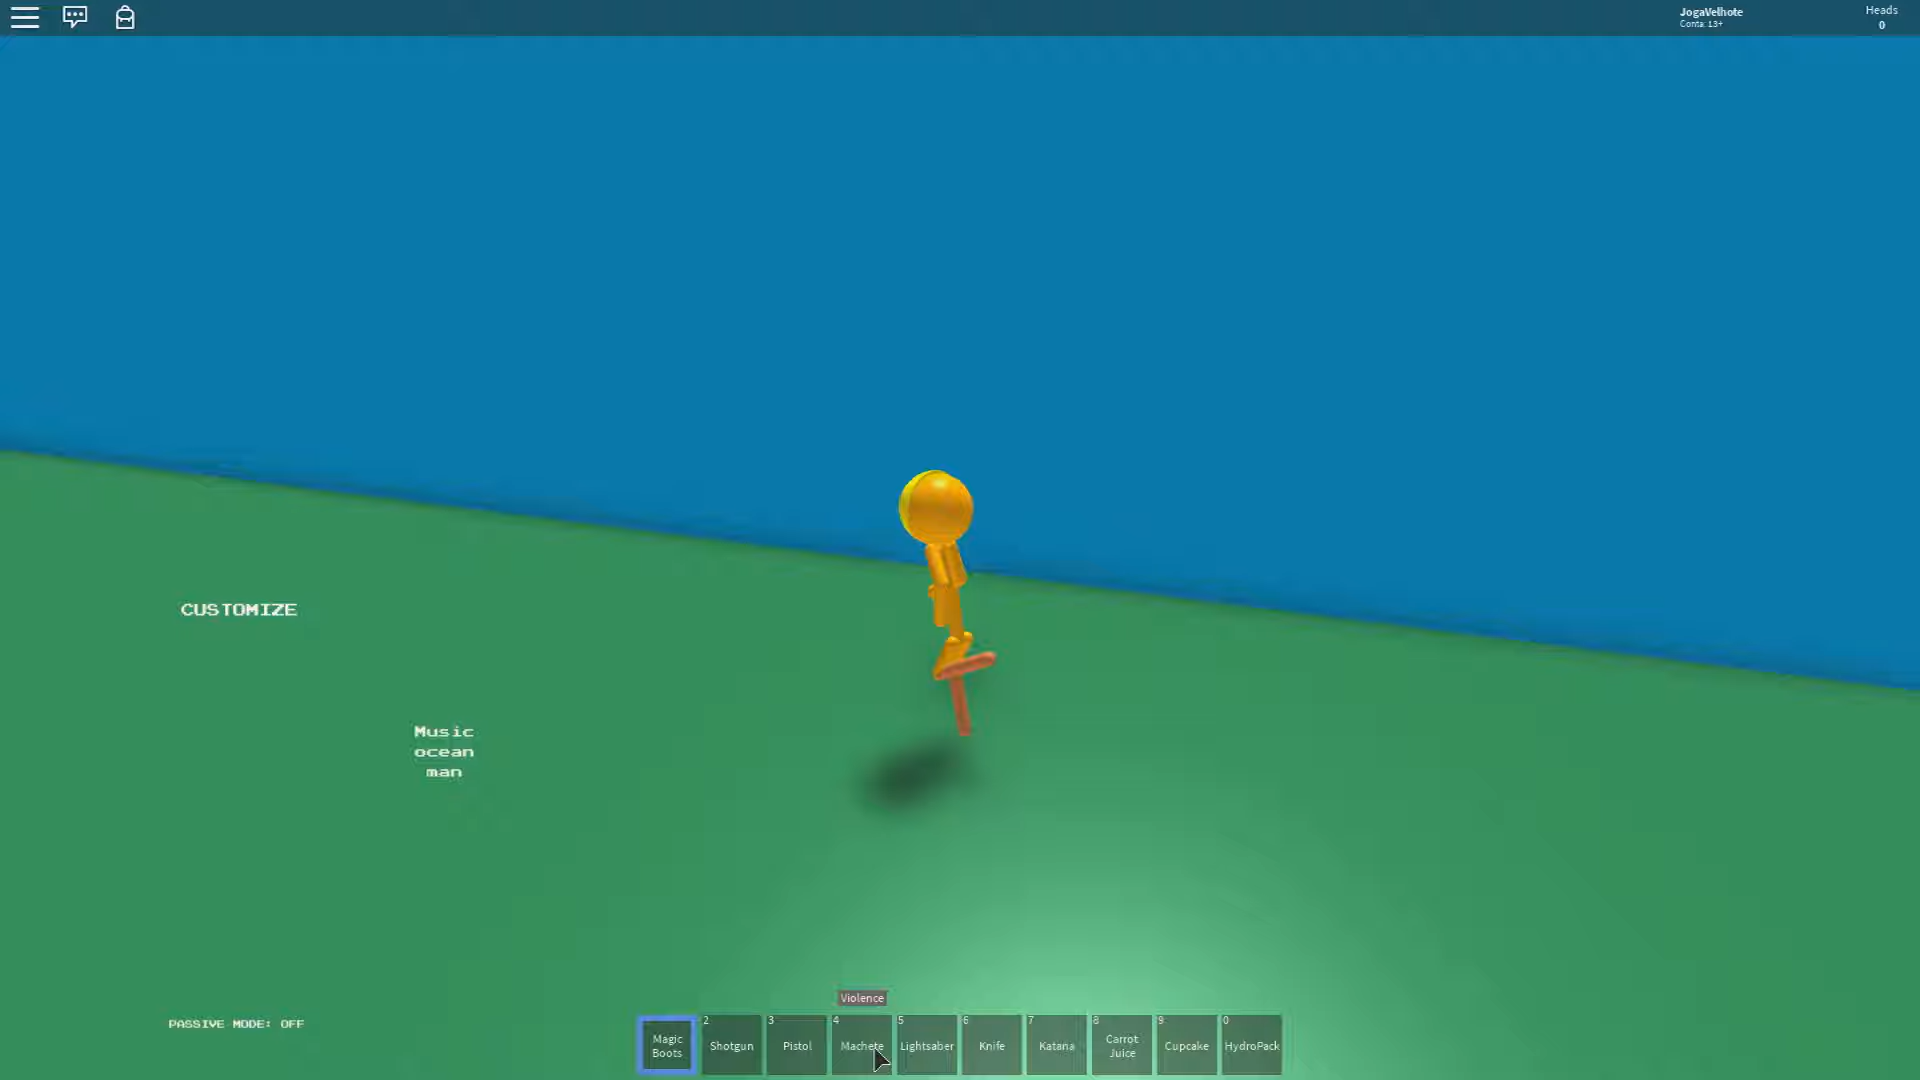 JogaVelhote
Conta: 13+
Heads
0
CUSTOMIZE
Music
ocean
man
PASSIVE MODE: OFF
Violence
Magic
Boots
2
Shotgun
3
Pistol
4
Machete
5
Lightsaber
6
Knife
7
Katana
8
Carrot
Juice
9
Cupcake
0
HydroPack